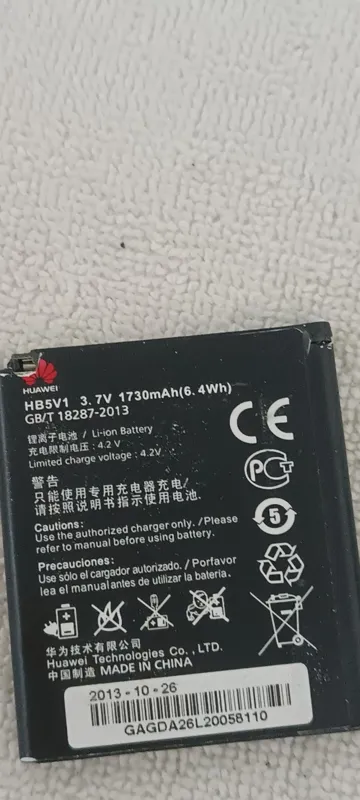 HUAWEI
HB5V1 3.7V 1730mAh(6.4Wh)
GB/T 18287-2013
锂离子电池 / Li-ion Battery
充电限制电压：4.2 V
Limited charge voltage: 4.2V
警告
只能使用专用充电器充电/
请按照说明书指示使用电池
Cautions:
Use the authorized charger only./Please
refer to manual before using battery.
Precauciones:
Use sólo el cargador autorizado./Porfavor
lea el manual antes de utilizar la bateria.
CE
PCT
5
华为技术有限公司
Huawei Technologies Co., LTD.
中国制造 MADE IN CHINA
2013-10-26
GAGDA26L20058110